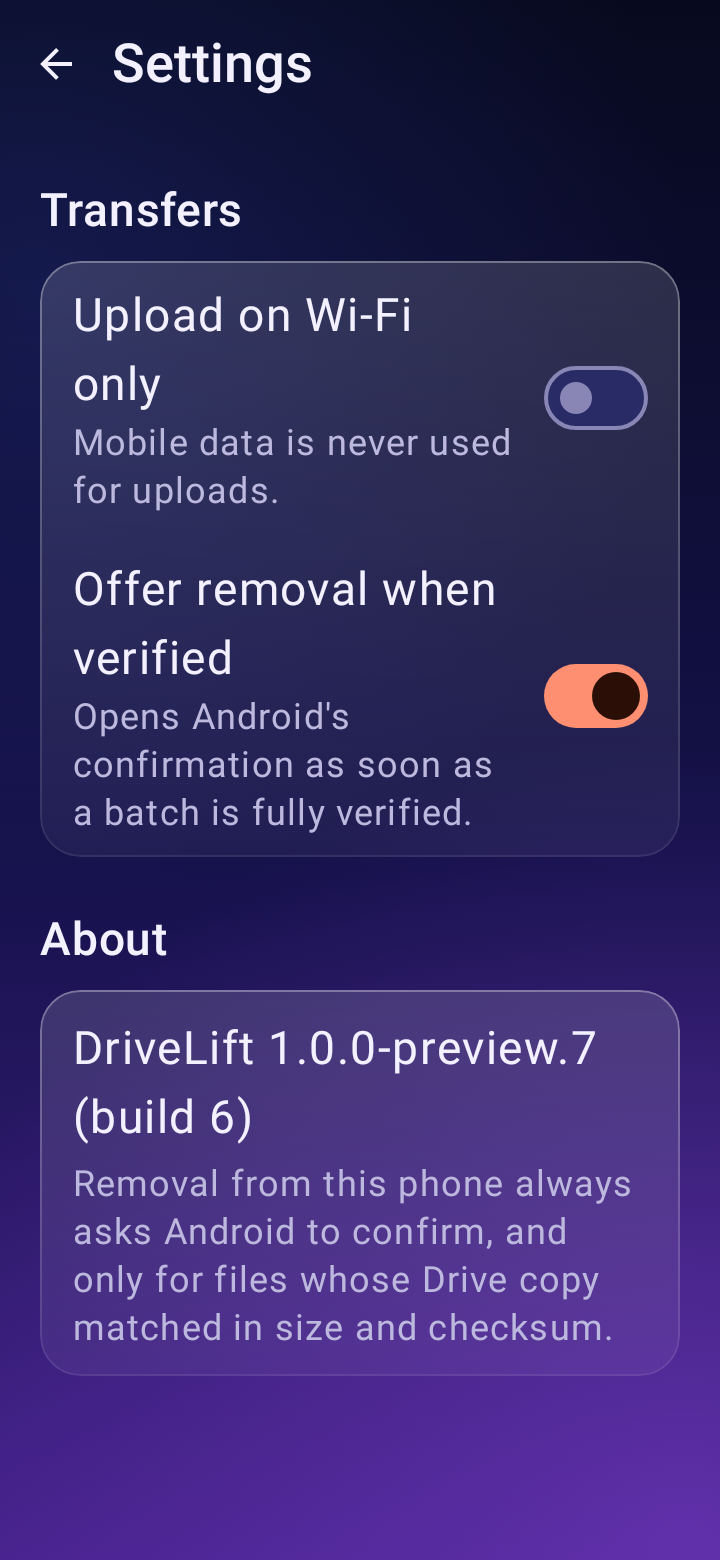 Settings
Transfers
Upload on Wi-Fi
only
Mobile data is never used
for uploads.
Offer removal when
verified
Opens Android's
confirmation as soon as
a batch is fully verified.
About
DriveLift 1.0.0-preview.7
(build 6)
Removal from this phone always
asks Android to confirm, and
only for files whose Drive copy
matched in size and checksum.